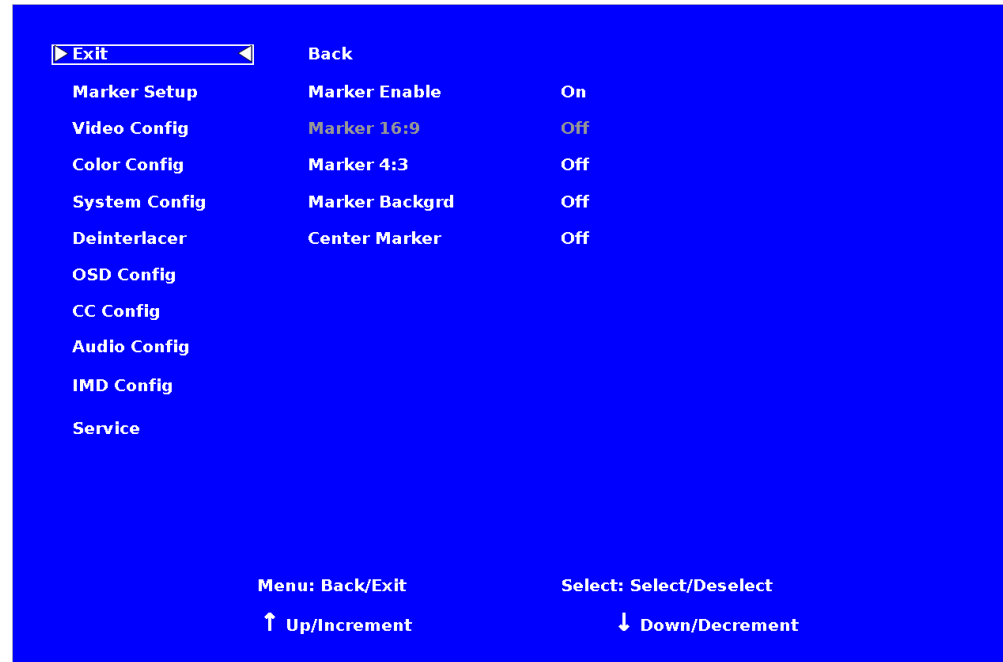 Exit Back
Marker Setup Marker Enable On
Video Config Marker 16:9 Off
Color Config Marker 4:3 Off
System Config Marker Backgrd Off
Deinterlacer Center Marker Off
OSD Config
CC Config
Audio Config
IMD Config
Service
Menu: Back/Exit Select: Select/Deselect
↑ Up/Increment ↓ Down/Decrement